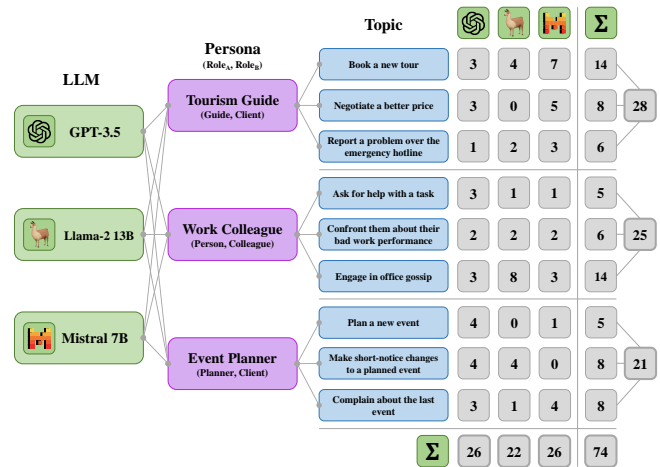 Topic
Σ
Persona
(RoleA, RoleB)
LLM
GPT-3.5
Llama-2 13B
Mistral 7B
Tourism Guide
(Guide, Client)
Work Colleague
(Person, Colleague)
Event Planner
(Planner, Client)
Book a new tour
3 4 7 14
Negotiate a better price
3 0 5 8 28
Report a problem over the
emergency hotline
1 2 3 6
Ask for help with a task
3 1 1 5
Confront them about their
bad work performance
2 2 2 6 25
Engage in office gossip
3 8 3 14
Plan a new event
4 0 1 5
Make short-notice changes
to a planned event
4 4 0 8 21
Complain about the last
event
3 1 4 8
Σ 26 22 26 74